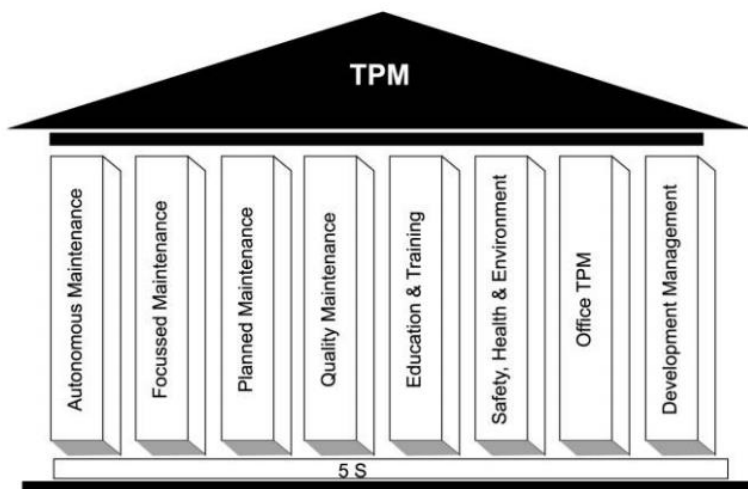 TPM
Autonomous Maintenance
Focussed Maintenance
Planned Maintenance
Quality Maintenance
Education & Training
Safety, Health & Environment
Office TPM
Development Management
5 S